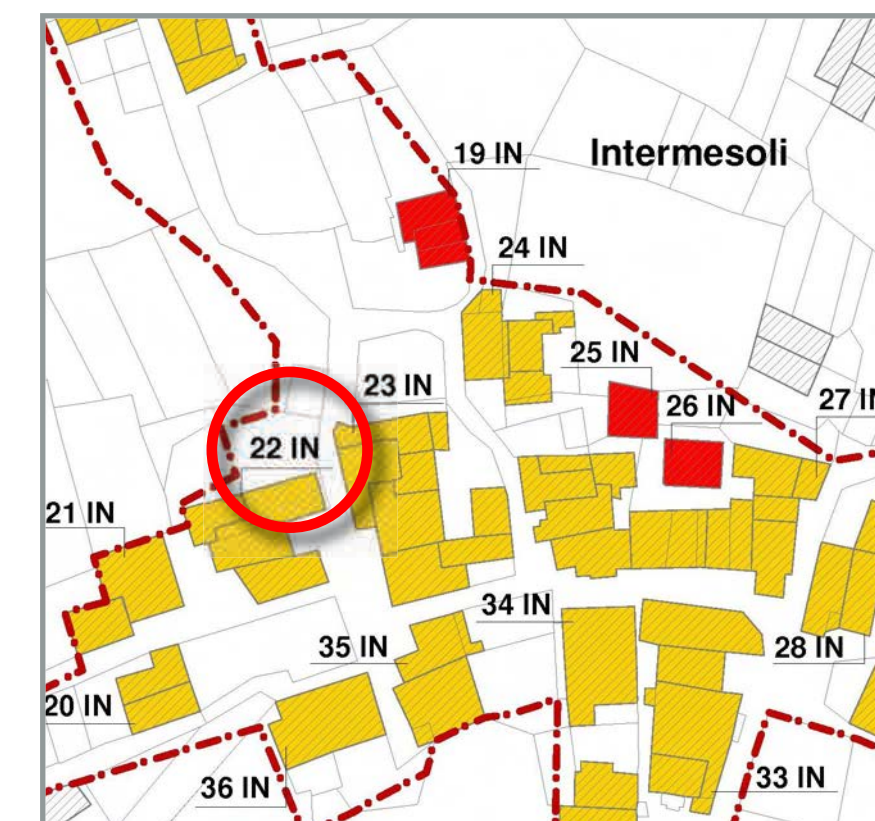 19 IN
Intermesoli
24 IN
25 IN
23 IN
26 IN
27 IN
22 IN
21 IN
34 IN
35 IN
28 IN
20 IN
36 IN
33 IN